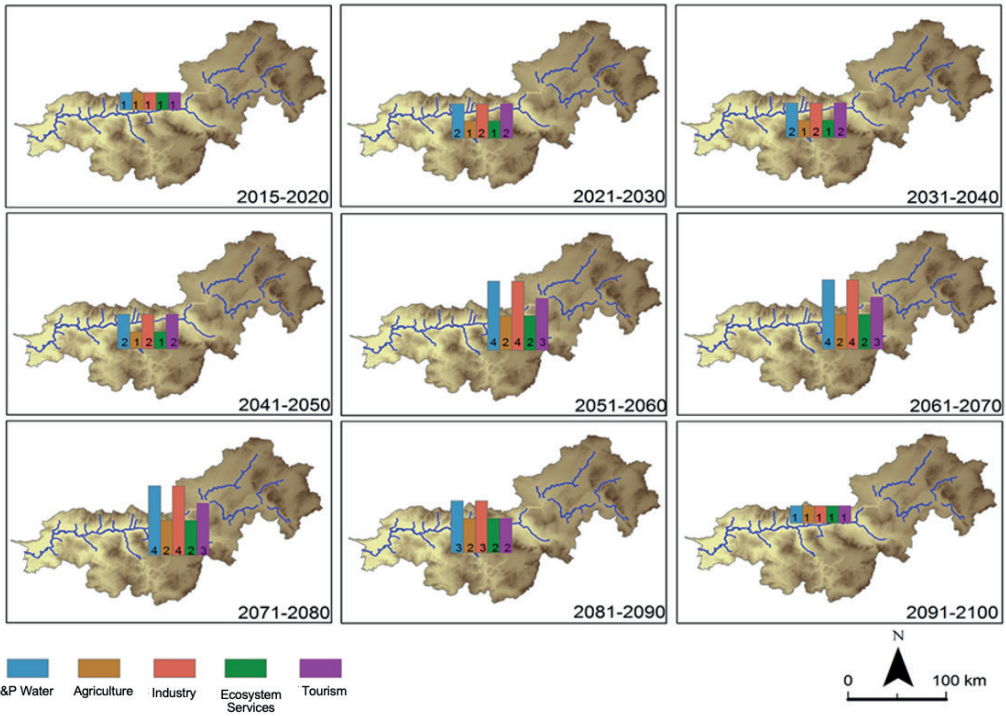 1 1 1 1 1
2015-2020
2 1 2 1 2
2021-2030
2 1 2 1 2
2031-2040
2 1 2 1 2
2041-2050
4 2 4 2 3
2051-2060
4 2 4 2 3
2061-2070
4 2 4 2 3
2071-2080
3 2 3 2 2
2081-2090
1 1 1 1 1
2091-2100
&P Water
Agriculture
Industry
Ecosystem
Services
Tourism
N
0 100 km